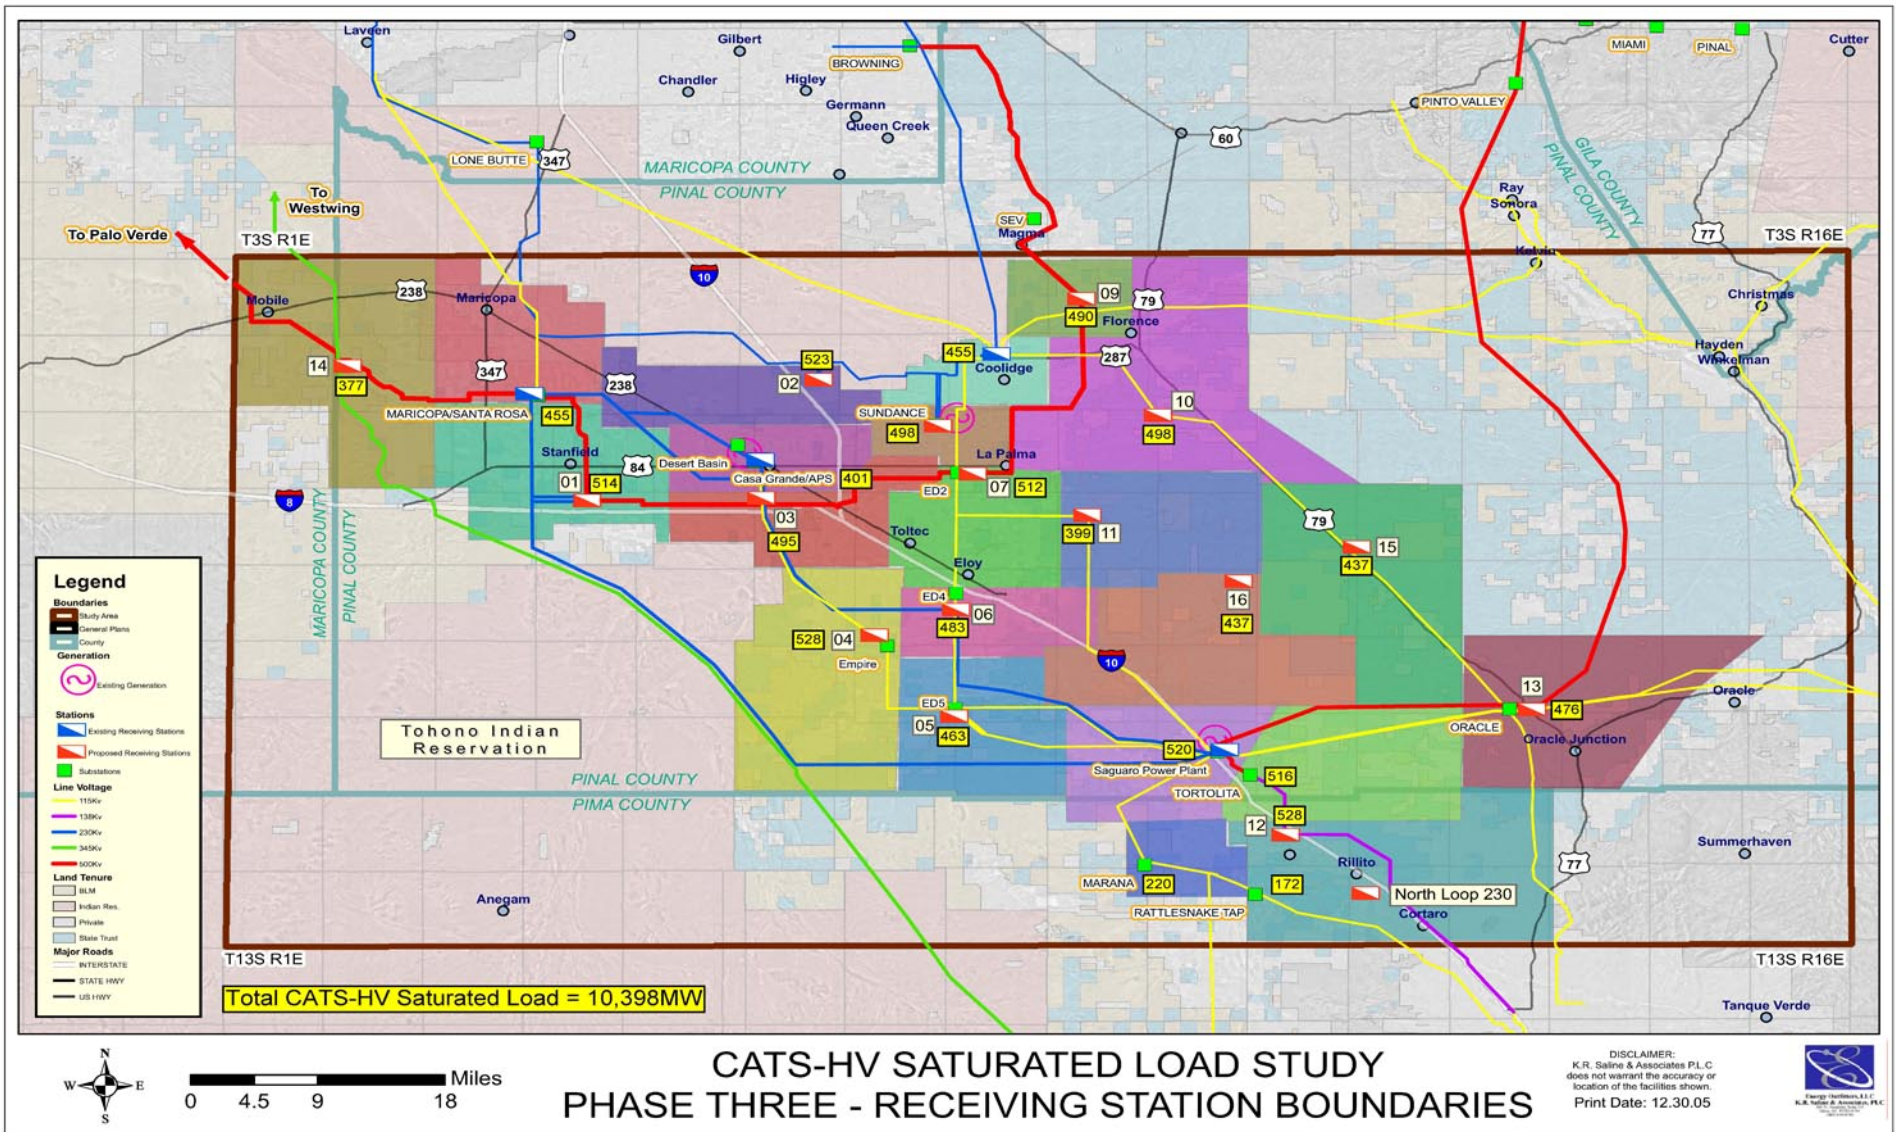 Laveen
Gilbert
BROWNING
MIAMI
PINAL
Cutter
Chandler
Higley
Germann
Queen Creek
PINTO VALLEY
LONE BUTTE
347
60
MARICOPA COUNTY
PINAL COUNTY
GILA COUNTY
PINAL COUNTY
To
Westwing
To Palo Verde
T3S R1E
Ray
Sonora
SEV
Magma
77
T3S R16E
Kelvin
10
Mobile
238
Maricopa
09
79
490
Florence
Christmas
14
377
347
238
523
02
455
Coolidge
287
Hayden
Winkelman
MARICOPA/SANTA ROSA
455
SUNDANCE
498
10
498
Stanfield
84
Desert Basin
La Palma
01
514
Casa Grande/APS
401
ED2
07
512
8
03
495
Toltec
399
11
79
15
437
MARICOPA COUNTY
PINAL COUNTY
Eloy
ED4
06
483
16
437
528
04
Empire
10
ED5
05
463
13
476
ORACLE
Oracle
Oracle Junction
Tohono Indian
Reservation
520
Saguaro Power Plant
516
TORTOLITA
PINAL COUNTY
PIMA COUNTY
528
12
Rillito
Summerhaven
77
MARANA
220
172
RATTLESNAKE TAP
North Loop 230
Cortaro
Anegam
T13S R1E
T13S R16E
Tanque Verde
Legend
Boundaries
Study Area
General Plans
County
Generation
Existing Generation
Stations
Existing Receiving Stations
Proposed Receiving Stations
Substations
Line Voltage
115Kv
138Kv
230Kv
345Kv
500Kv
Land Tenure
BLM
Indian Res.
Private
State Trust
Major Roads
INTERSTATE
STATE HWY
US HWY
Total CATS-HV Saturated Load = 10,398MW
N
W E
S
Miles
0 4.5 9 18
CATS-HV SATURATED LOAD STUDY
PHASE THREE - RECEIVING STATION BOUNDARIES
DISCLAIMER:
K.R. Saline & Associates P.L.C
does not warrant the accuracy or
location of the facilities shown.
Print Date: 12.30.05
Energy Outfitters, LLC
K.R. Saline & Associates, PLC